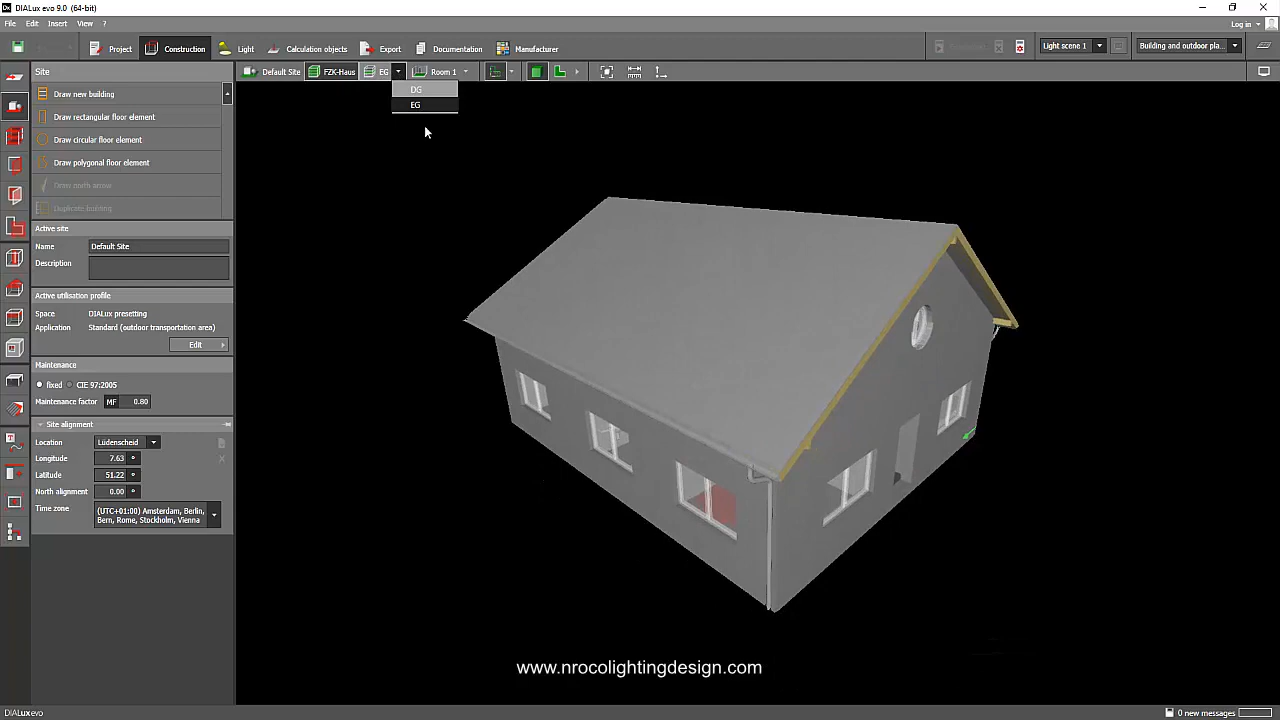 DIALux evo 9.0 (64-bit)
File Edit Insert View ?
Log in
Project Construction Light Calculation objects Export Documentation Manufacturer
Light scene 1 Building and outdoor pla...
Site
Default Site FZK-Haus EG Room 1
DG
EG
Draw new building
Draw rectangular floor element
Draw circular floor element
Draw polygonal floor element
Draw north arrow
Duplicate building
Active site
Name Default Site
Description
Active utilisation profile
Space DIALux presetting
Application Standard (outdoor transportation area)
Edit
Maintenance
fixed CIE 97:2005
Maintenance factor MF 0.80
Site alignment
Location Lüdenscheid
Longitude 7.63 °
Latitude 51.22 °
North alignment 0.00 °
Time zone (UTC+01:00) Amsterdam, Berlin,
Bern, Rome, Stockholm, Vienna
www.nrocolightingdesign.com
DIALux evo
0 new messages